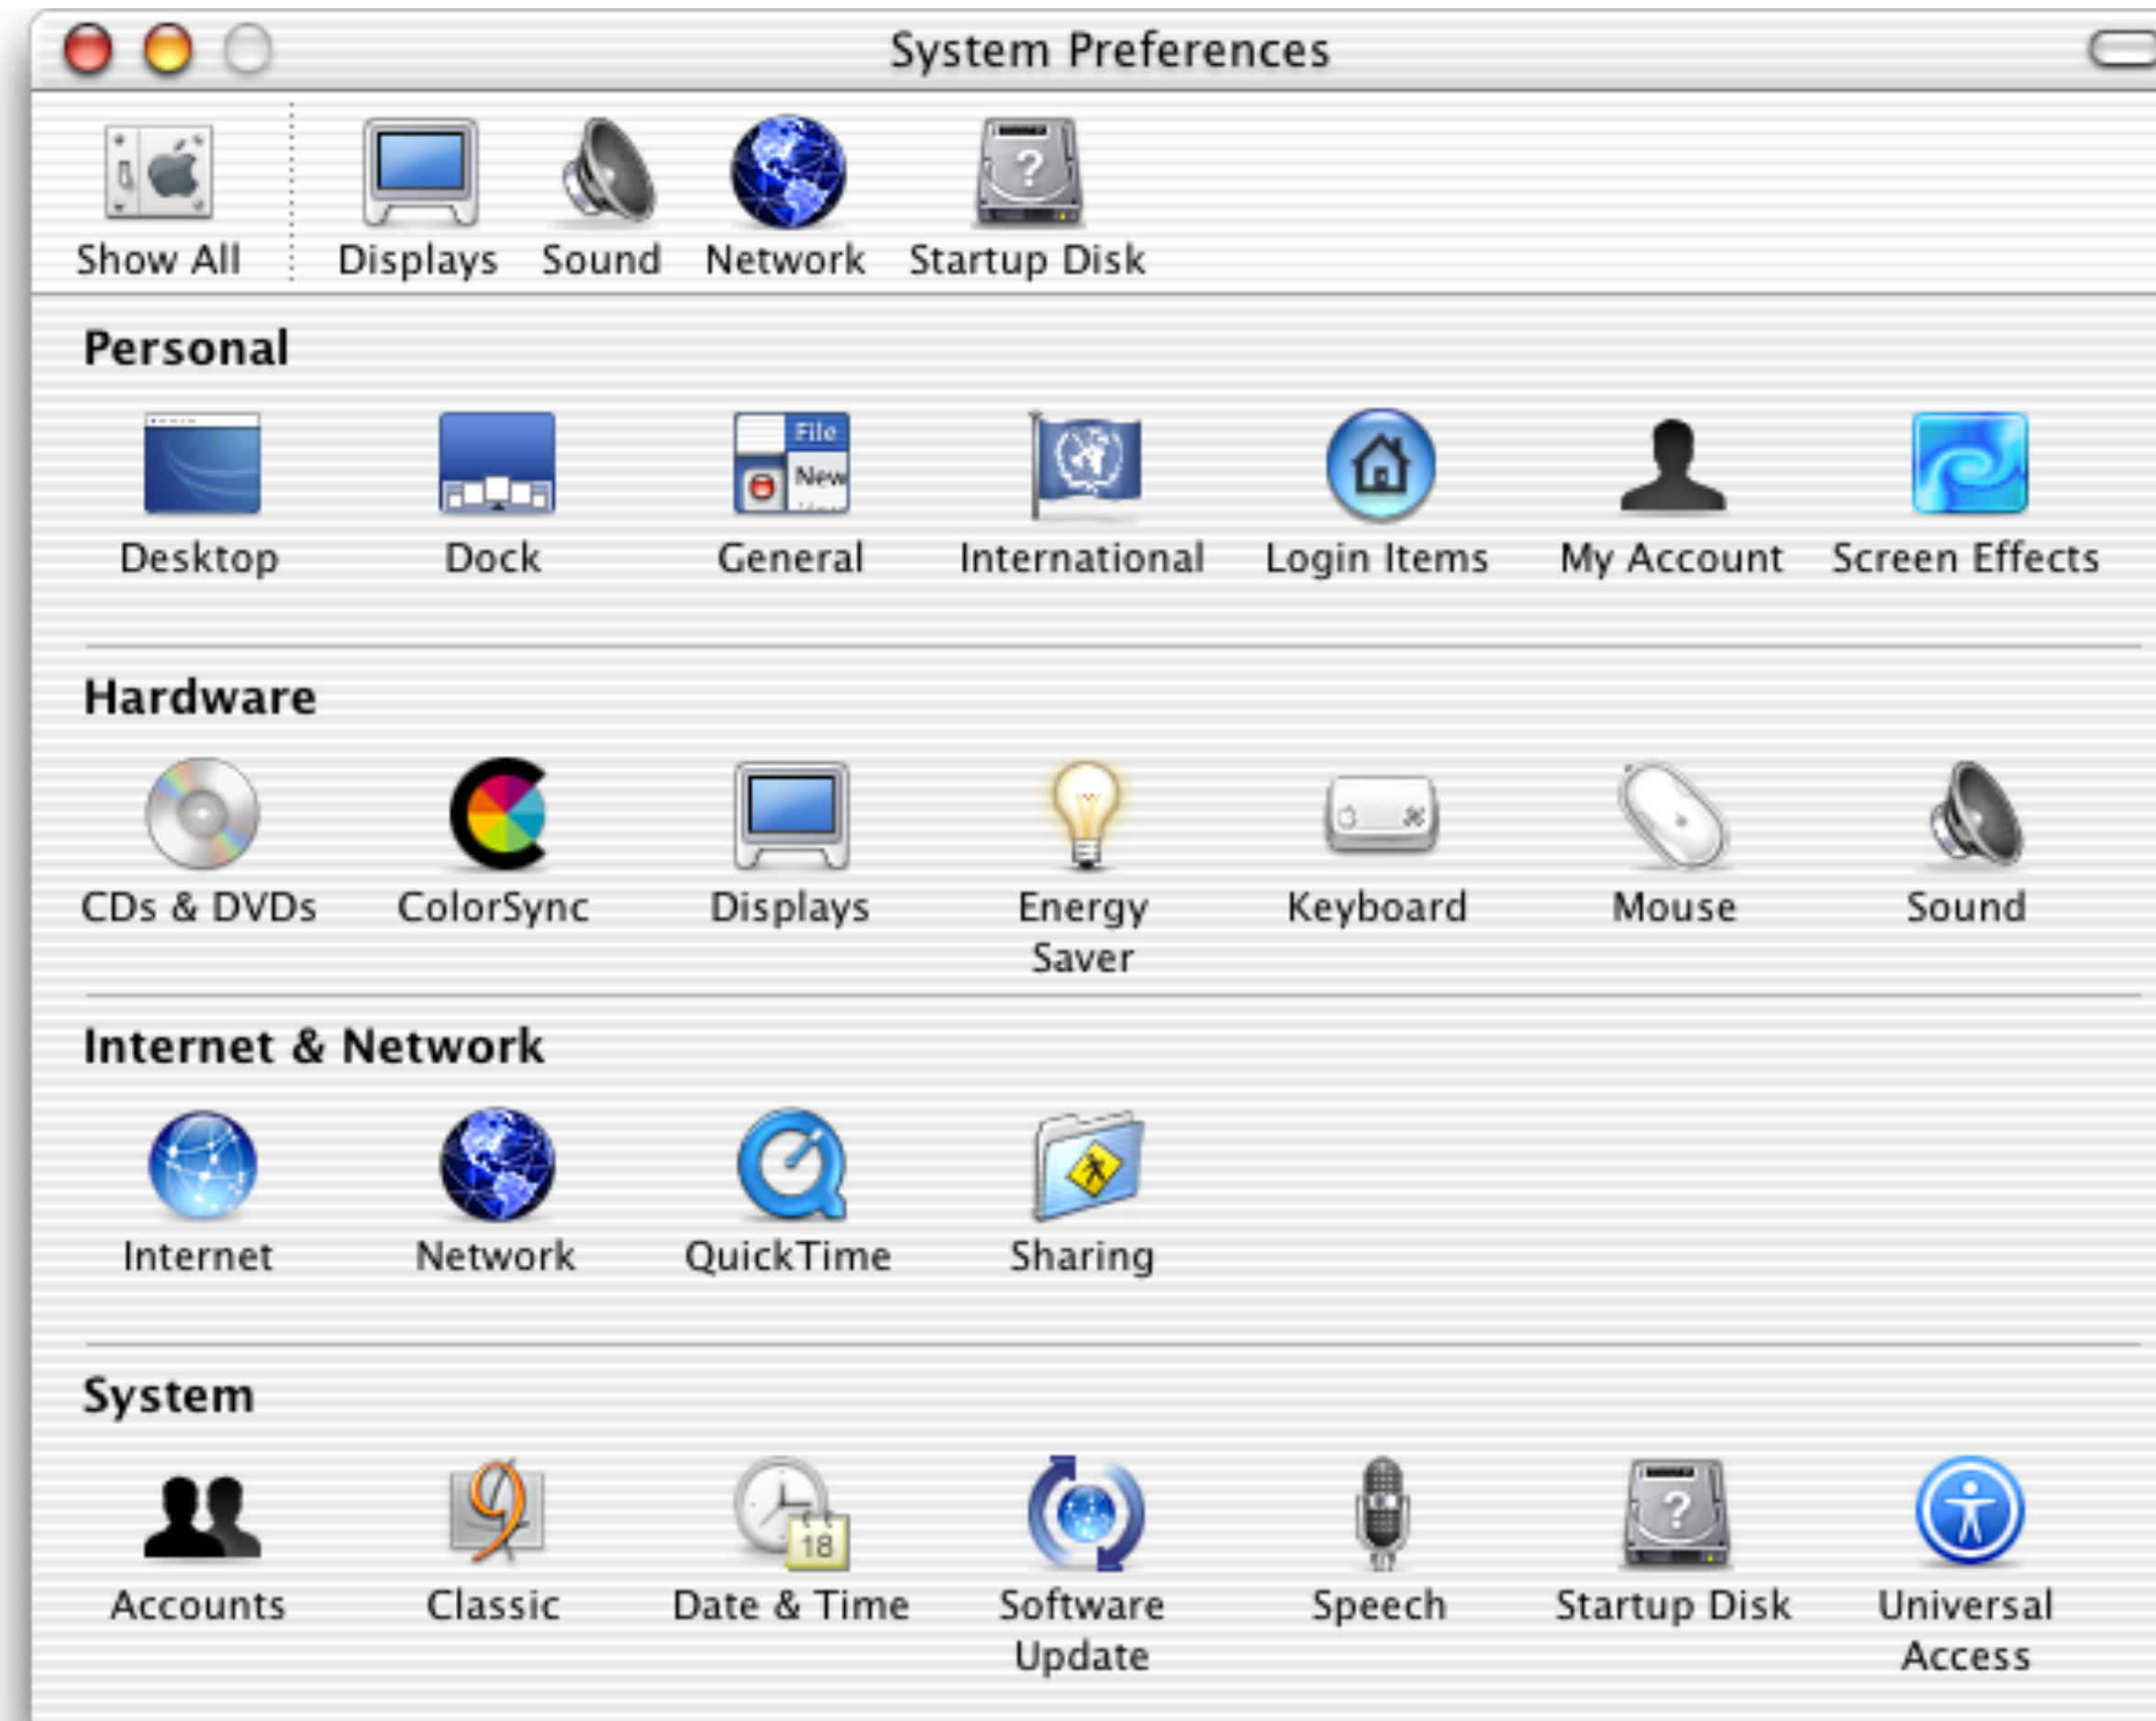 System Preferences
Show All Displays Sound Network Startup Disk
Personal
File
New
Desktop Dock General International Login Items My Account Screen Effects
Hardware
CDs & DVDs ColorSync Displays Energy Saver Keyboard Mouse Sound
Internet & Network
Internet Network QuickTime Sharing
System
9
18
Accounts Classic Date & Time Software Update Speech Startup Disk Universal Access